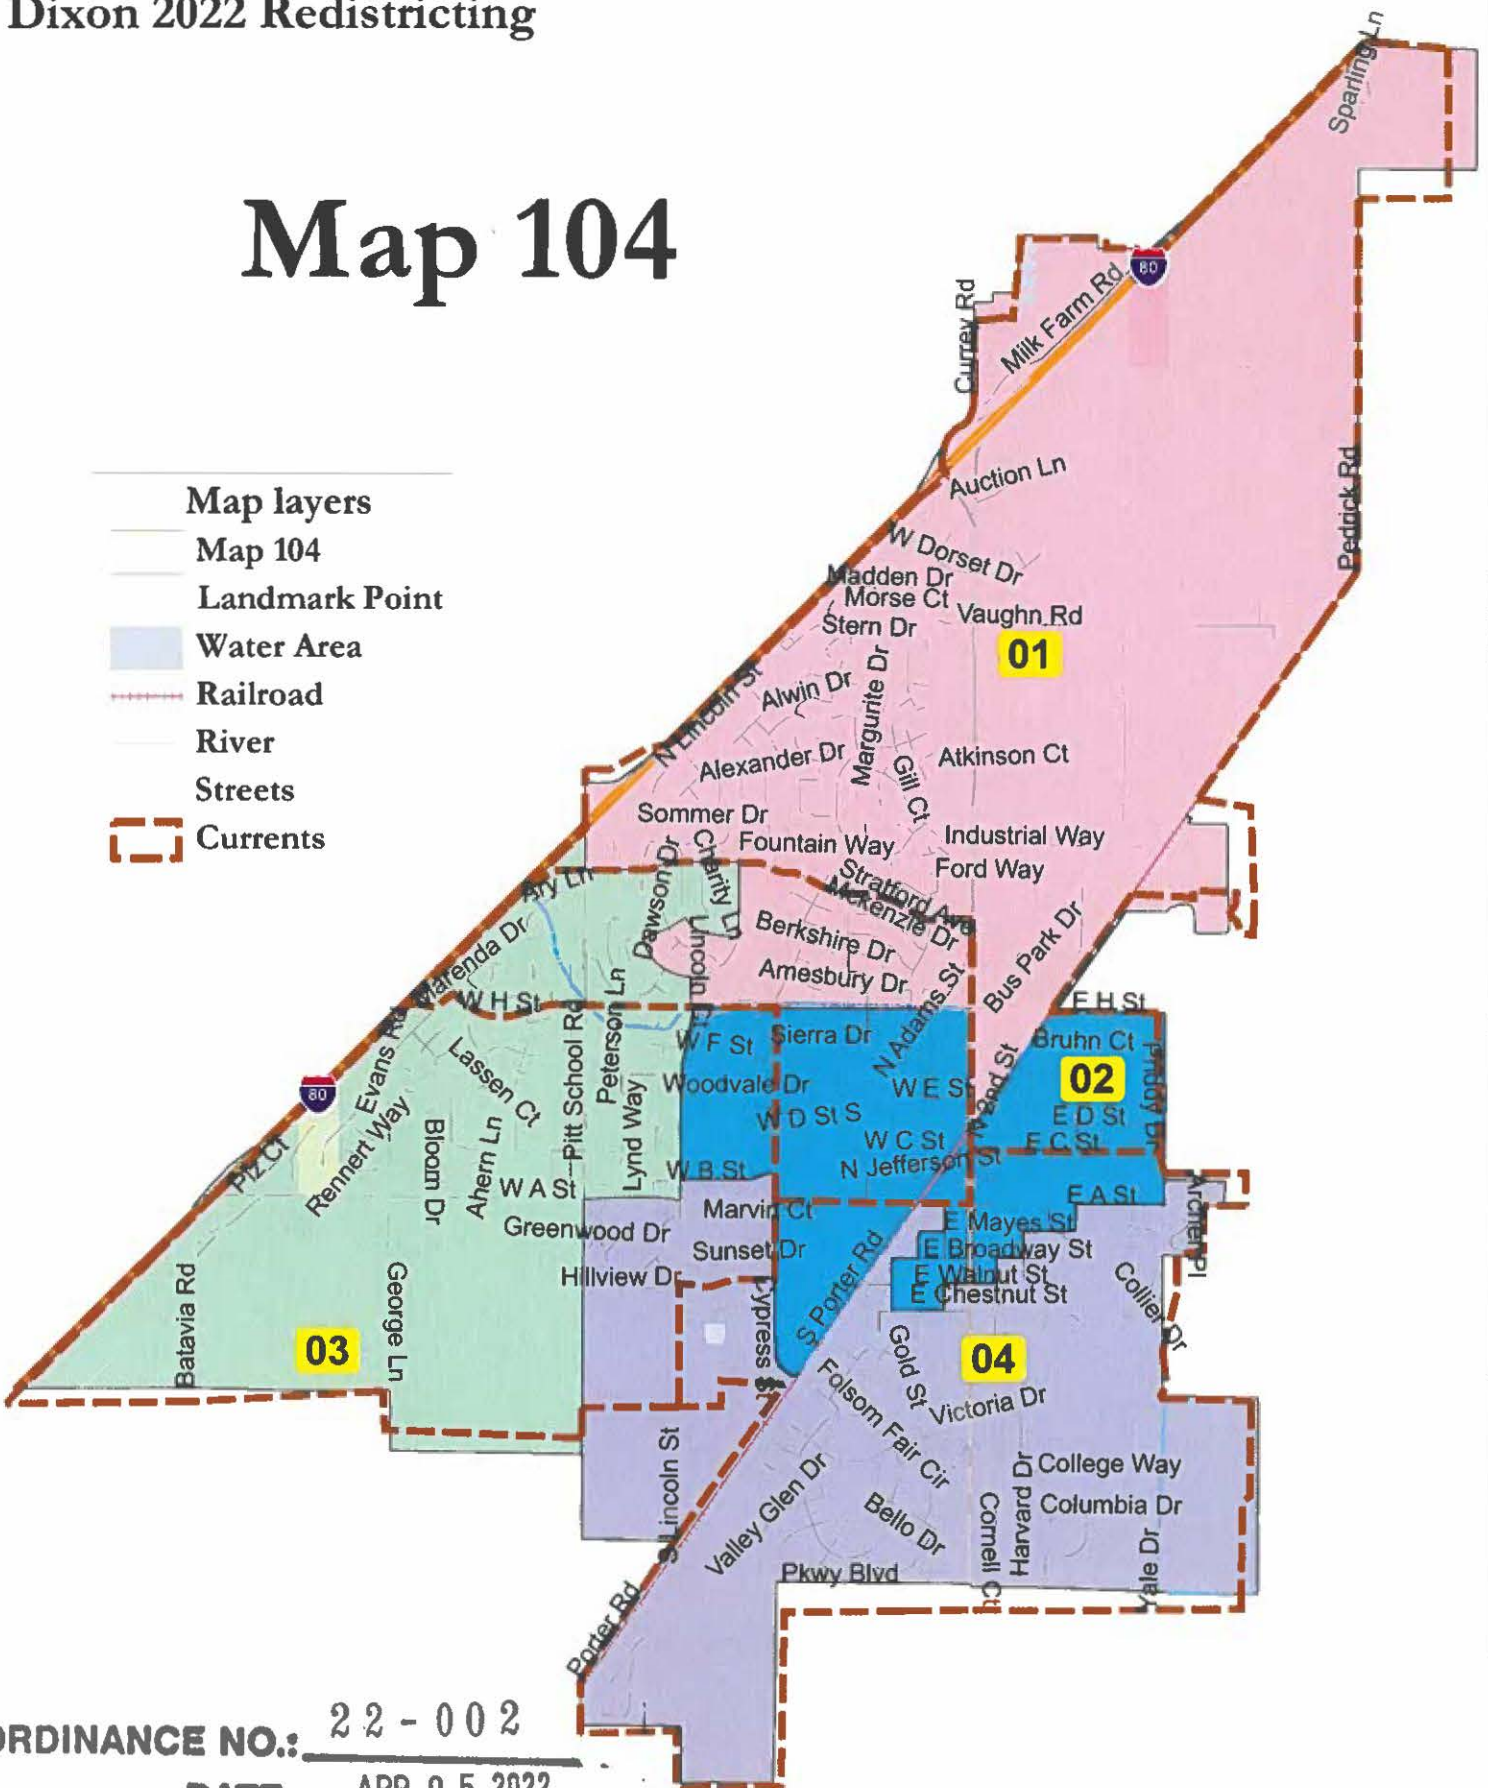 Dixon 2022 Redistricting
Map 104
Sparling Ln
80
Currey Rd
Milk Farm Rd
Auction Ln
Pedrick Rd
W Dorset Dr
Madden Dr
Morse Ct
Vaughn Rd
Stern Dr
01
Map layers
Map 104
Landmark Point
Water Area
Railroad
River
Streets
Currents
N Lincoln St
Alwin Dr
Margurite Dr
Alexander Dr
Gill Ct
Atkinson Ct
Sommer Dr
Fountain Way
Industrial Way
Ford Way
Charity Ln
Dawson Dr
Stratford Ave
Mckenzie Dr
Ary Ln
Berkshire Dr
Amesbury Dr
Lincoln Ct
Marenda Dr
W H St
Bus Park Dr
N Adams St
E H St
Evans Rd
Lassen Ct
Pitt School Rd
Peterson Ln
W F St
Sierra Dr
Bruhn Ct
02
80
Rennert Way
Lynd Way
Woodvale Dr
W E St
N 2nd St
W D St S
E D St
W C St
E C St
N Jefferson St
Bloom Dr
Ahern Ln
Pitz Ct
W B St
W A St
E A St
Marvin Ct
Greenwood Dr
Sunset Dr
E Mayes St
E Broadway St
Hillview Dr
E Walnut St
E Chestnut St
Archer Pl
Collier Dr
Batavia Rd
George Ln
Cypress St
S Porter Rd
03
04
Gold St
Victoria Dr
Folsom Fair Cir
S Lincoln St
Valley Glen Dr
Bello Dr
Cornell Ct
Harvard Dr
College Way
Columbia Dr
Yale Dr
Pkwy Blvd
Porter Rd
ORDINANCE NO.: 22-002
APR 05 2022